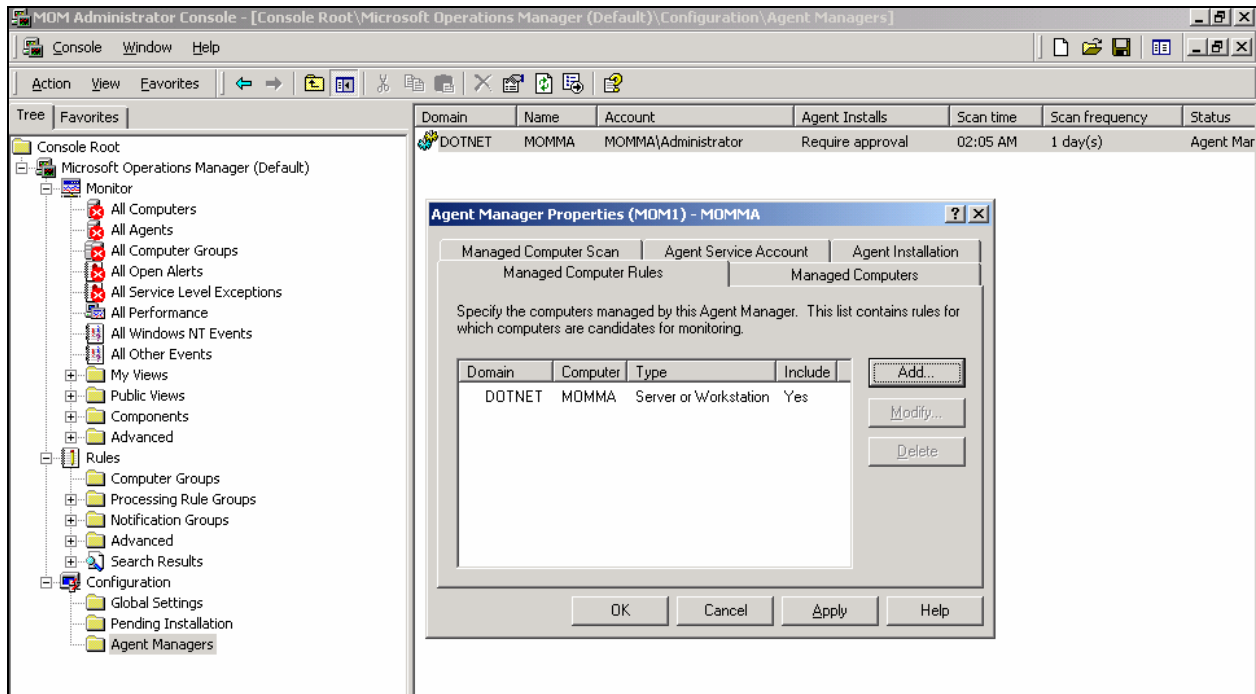 MOM Administrator Console - [Console Root\Microsoft Operations Manager (Default)\Configuration\Agent Managers]
Console Window Help
Action View Favorites
Tree Favorites
Console Root
Microsoft Operations Manager (Default)
Monitor
All Computers
All Agents
All Computer Groups
All Open Alerts
All Service Level Exceptions
All Performance
All Windows NT Events
All Other Events
My Views
Public Views
Components
Advanced
Rules
Computer Groups
Processing Rule Groups
Notification Groups
Advanced
Search Results
Configuration
Global Settings
Pending Installation
Agent Managers
Domain Name Account Agent Installs Scan time Scan frequency Status
DOTNET MOMMA MOMMA\Administrator Require approval 02:05 AM 1 day(s) Agent Mar
Agent Manager Properties (MOM1) - MOMMA
Managed Computer Scan Agent Service Account Agent Installation
Managed Computer Rules Managed Computers
Specify the computers managed by this Agent Manager. This list contains rules for
which computers are candidates for monitoring.
Domain Computer Type Include
DOTNET MOMMA Server or Workstation Yes
Add...
Modify...
Delete
OK Cancel Apply Help